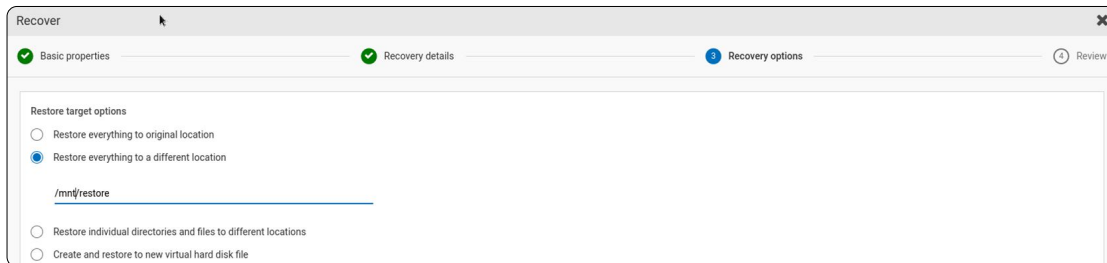 Recover
Basic properties
Recovery details
3 Recovery options
4 Review
Restore target options
Restore everything to original location
Restore everything to a different location
/mnt/restore
Restore individual directories and files to different locations
Create and restore to new virtual hard disk file